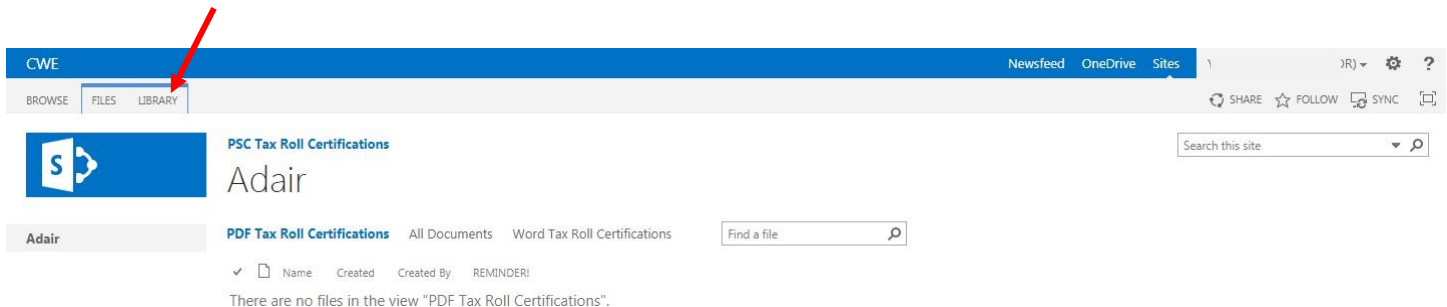 CWE Newsfeed OneDrive Sites )R) ?
BROWSE FILES LIBRARY SHARE FOLLOW SYNC
S
PSC Tax Roll Certifications Search this site
Adair
Adair PDF Tax Roll Certifications All Documents Word Tax Roll Certifications Find a file
Name Created Created By REMINDER!
There are no files in the view "PDF Tax Roll Certifications".